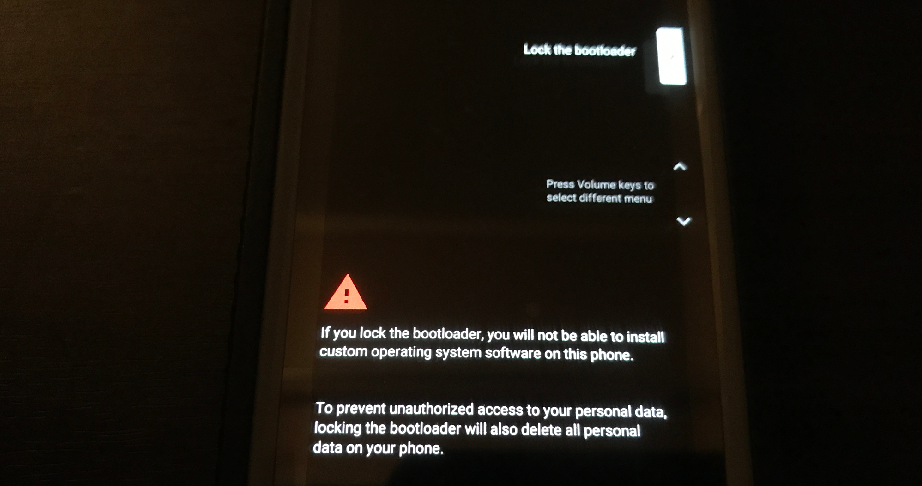 Lock the bootloader
Press Volume keys to
select different menu
If you lock the bootloader, you will not be able to install
custom operating system software on this phone.
To prevent unauthorized access to your personal data,
locking the bootloader will also delete all personal
data on your phone.